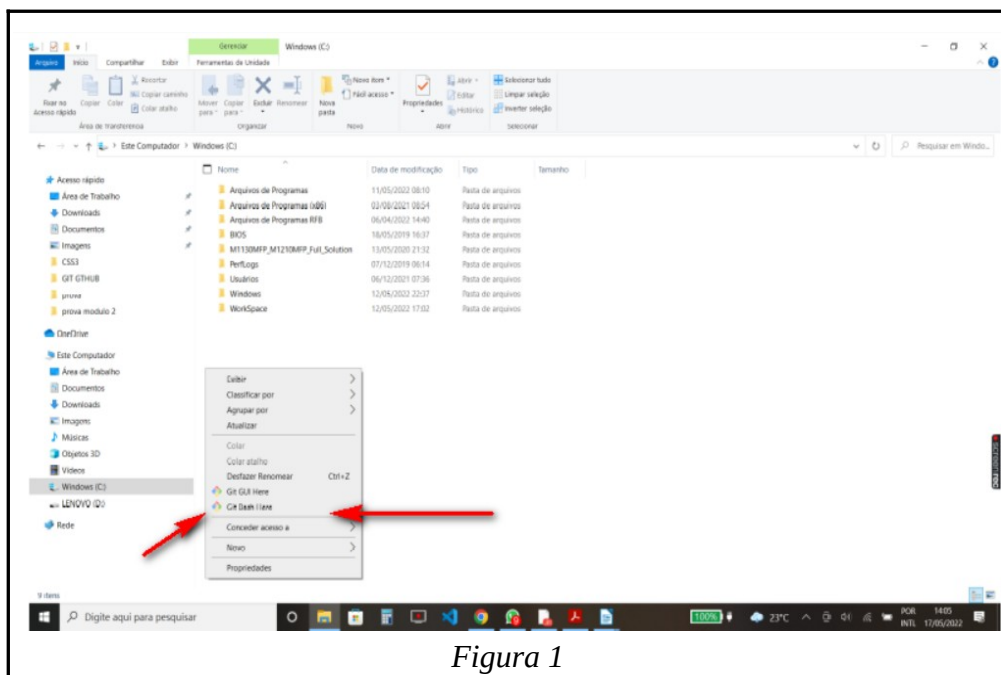 Gerenciar Windows (C:)
Arquivo Início Compartilhar Exibir Ferramentas de Unidade
Fixar no Acesso rápido
Copiar
Colar
Recortar
Copiar caminho
Colar atalho
Área de Transferência
Mover para
Copiar para
Excluir
Renomear
Organizar
Nova pasta
Novo item
Fácil acesso
Novo
Propriedades
Abrir
Editar
Histórico
Abrir
Selecionar tudo
Limpar seleção
Inverter seleção
Selecionar
Este Computador > Windows (C:)
Pesquisar em Windo...
Acesso rápido
Área de Trabalho
Downloads
Documentos
Imagens
CSS3
GIT GTHUB
prova
prova modulo 2
OneDrive
Este Computador
Área de Trabalho
Documentos
Downloads
Imagens
Músicas
Objetos 3D
Vídeos
Windows (C:)
LENOVO (D:)
Rede
Nome Data de modificação Tipo Tamanho
Arquivos de Programas 11/05/2022 08:10 Pasta de arquivos
Arquivos de Programas (x86) 03/08/2021 08:54 Pasta de arquivos
Arquivos de Programas RFB 06/04/2022 14:40 Pasta de arquivos
BIOS 18/05/2019 16:37 Pasta de arquivos
M1130MFP_M1210MFP_Full_Solution 13/05/2020 21:32 Pasta de arquivos
PerfLogs 07/12/2019 06:14 Pasta de arquivos
Usuários 06/12/2021 07:36 Pasta de arquivos
Windows 12/05/2022 22:37 Pasta de arquivos
WorkSpace 12/05/2022 17:02 Pasta de arquivos
Exibir
Classificar por
Agrupar por
Atualizar
Colar
Colar atalho
Desfazer Renomear Ctrl+Z
Git GUI Here
Git Bash Here
Conceder acesso a
Novo
Propriedades
9 itens
screenrec
Digite aqui para pesquisar
100%
23°C
POR
INTL
14:05
17/05/2022
Figura 1